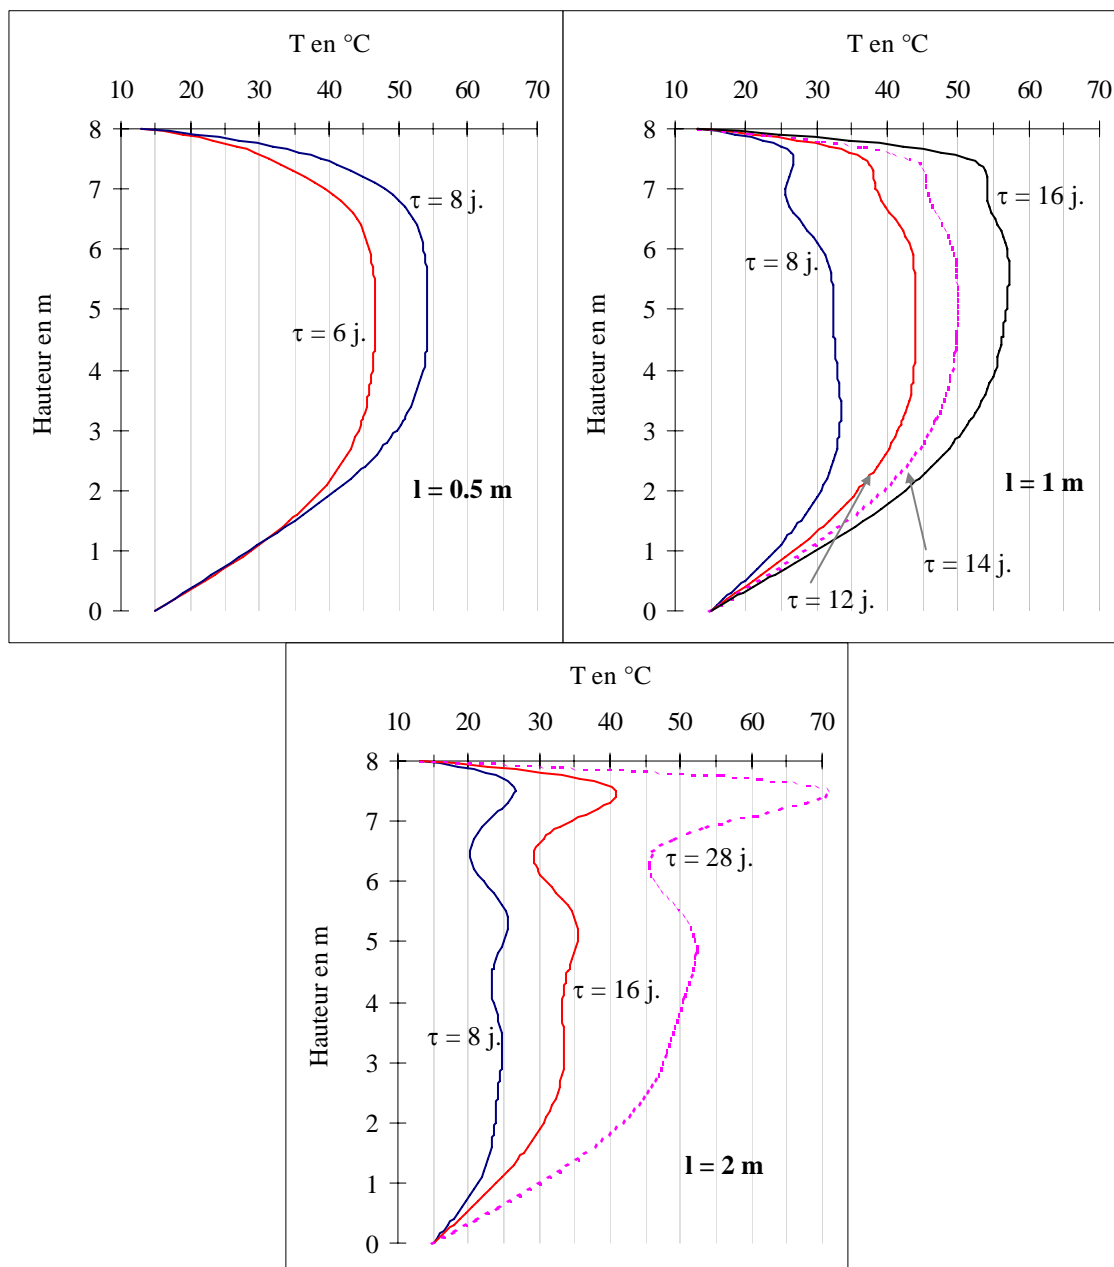 T en °C
10 20 30 40 50 60 70
8
7
6
5
4
3
2
1
0
Hauteur en m
τ = 8 j.
τ = 6 j.
l = 0.5 m
T en °C
10 20 30 40 50 60 70
8
7
6
5
4
3
2
1
0
Hauteur en m
τ = 16 j.
τ = 8 j.
l = 1 m
τ = 14 j.
τ = 12 j.
T en °C
10 20 30 40 50 60 70
8
7
6
5
4
3
2
1
0
Hauteur en m
τ = 28 j.
τ = 16 j.
τ = 8 j.
l = 2 m